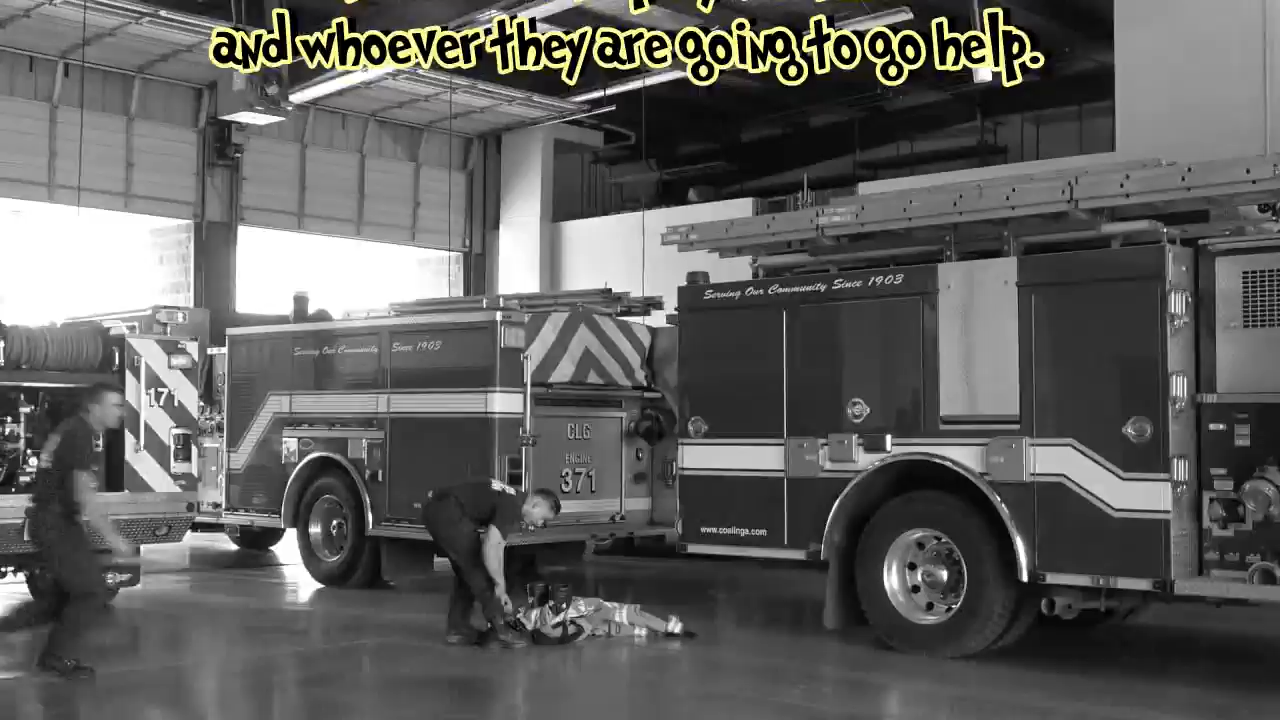 and whoever they are going to go help.
Serving Our Community Since 1903
Serving Our Community Since 1903
171
CLG
ENGINE
371
www.coalinga.com